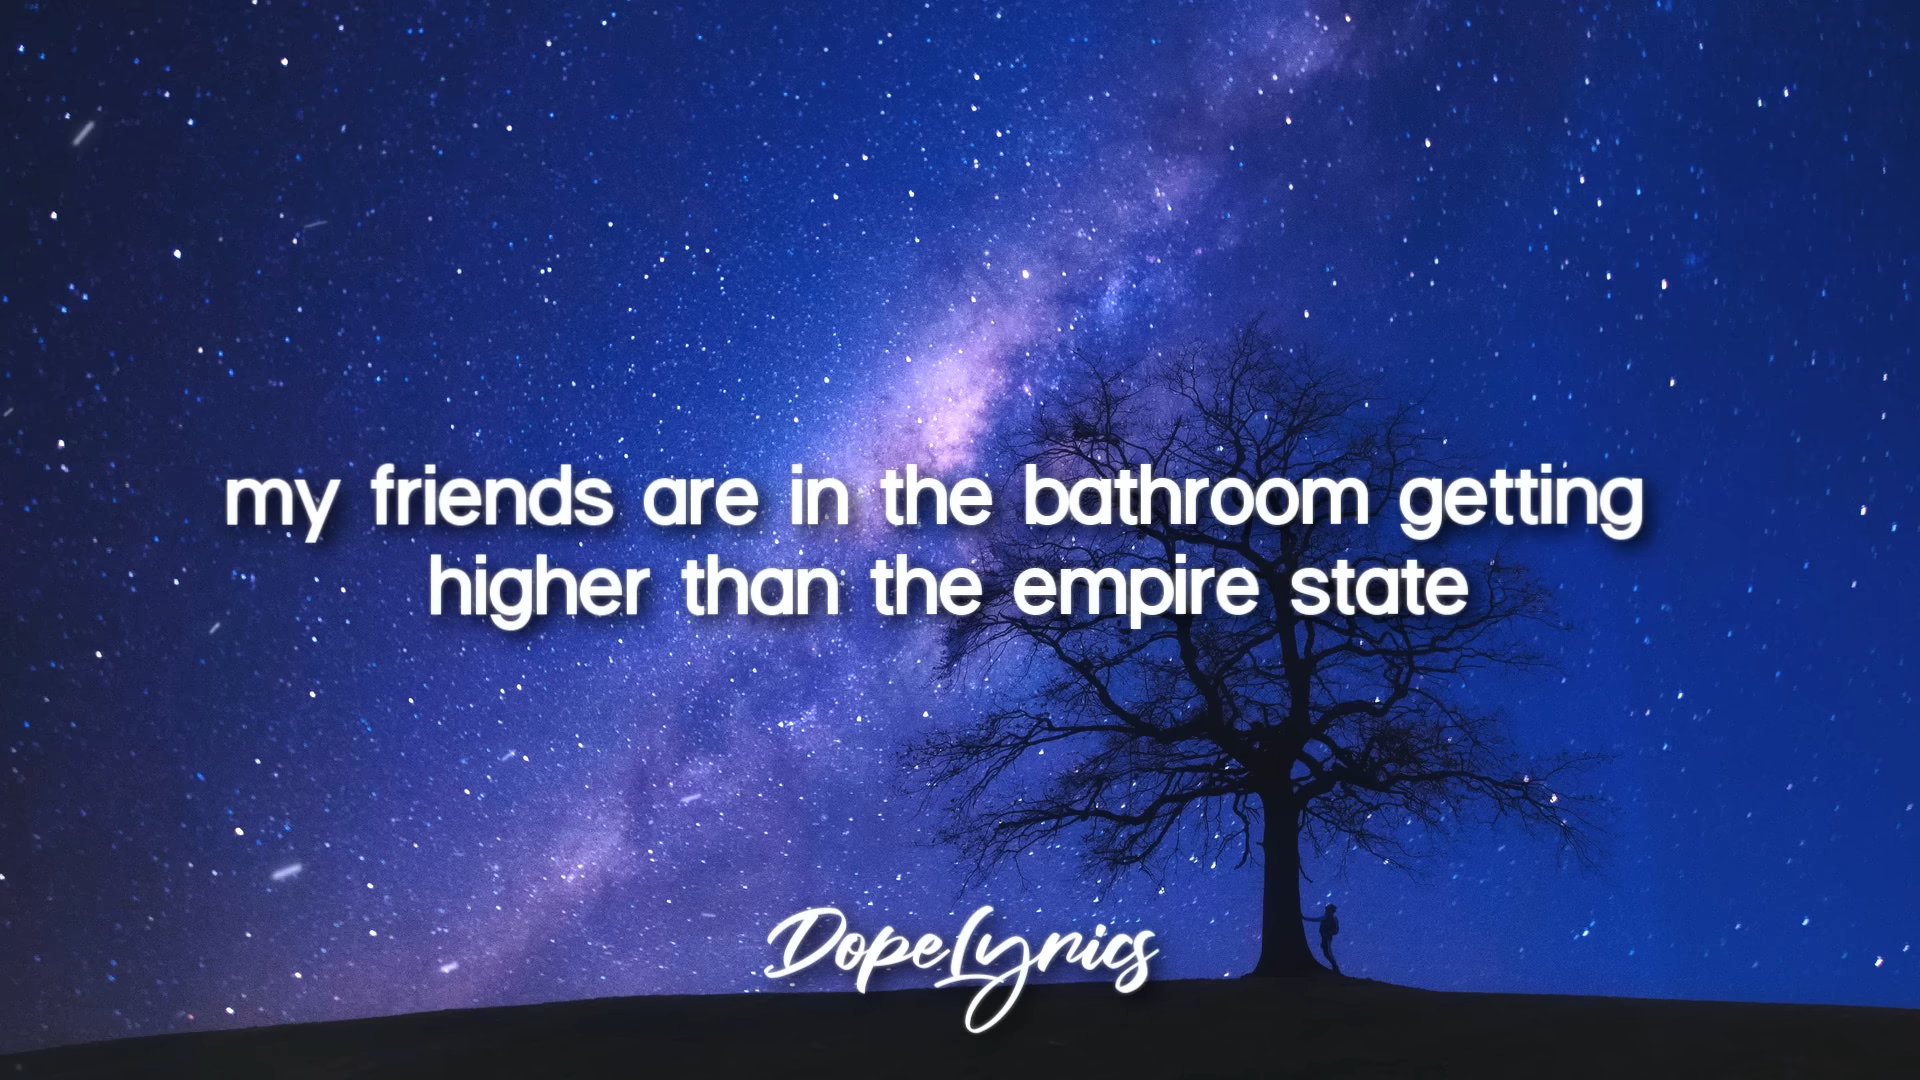 my friends are in the bathroom getting
higher than the empire state
DopeLyrics